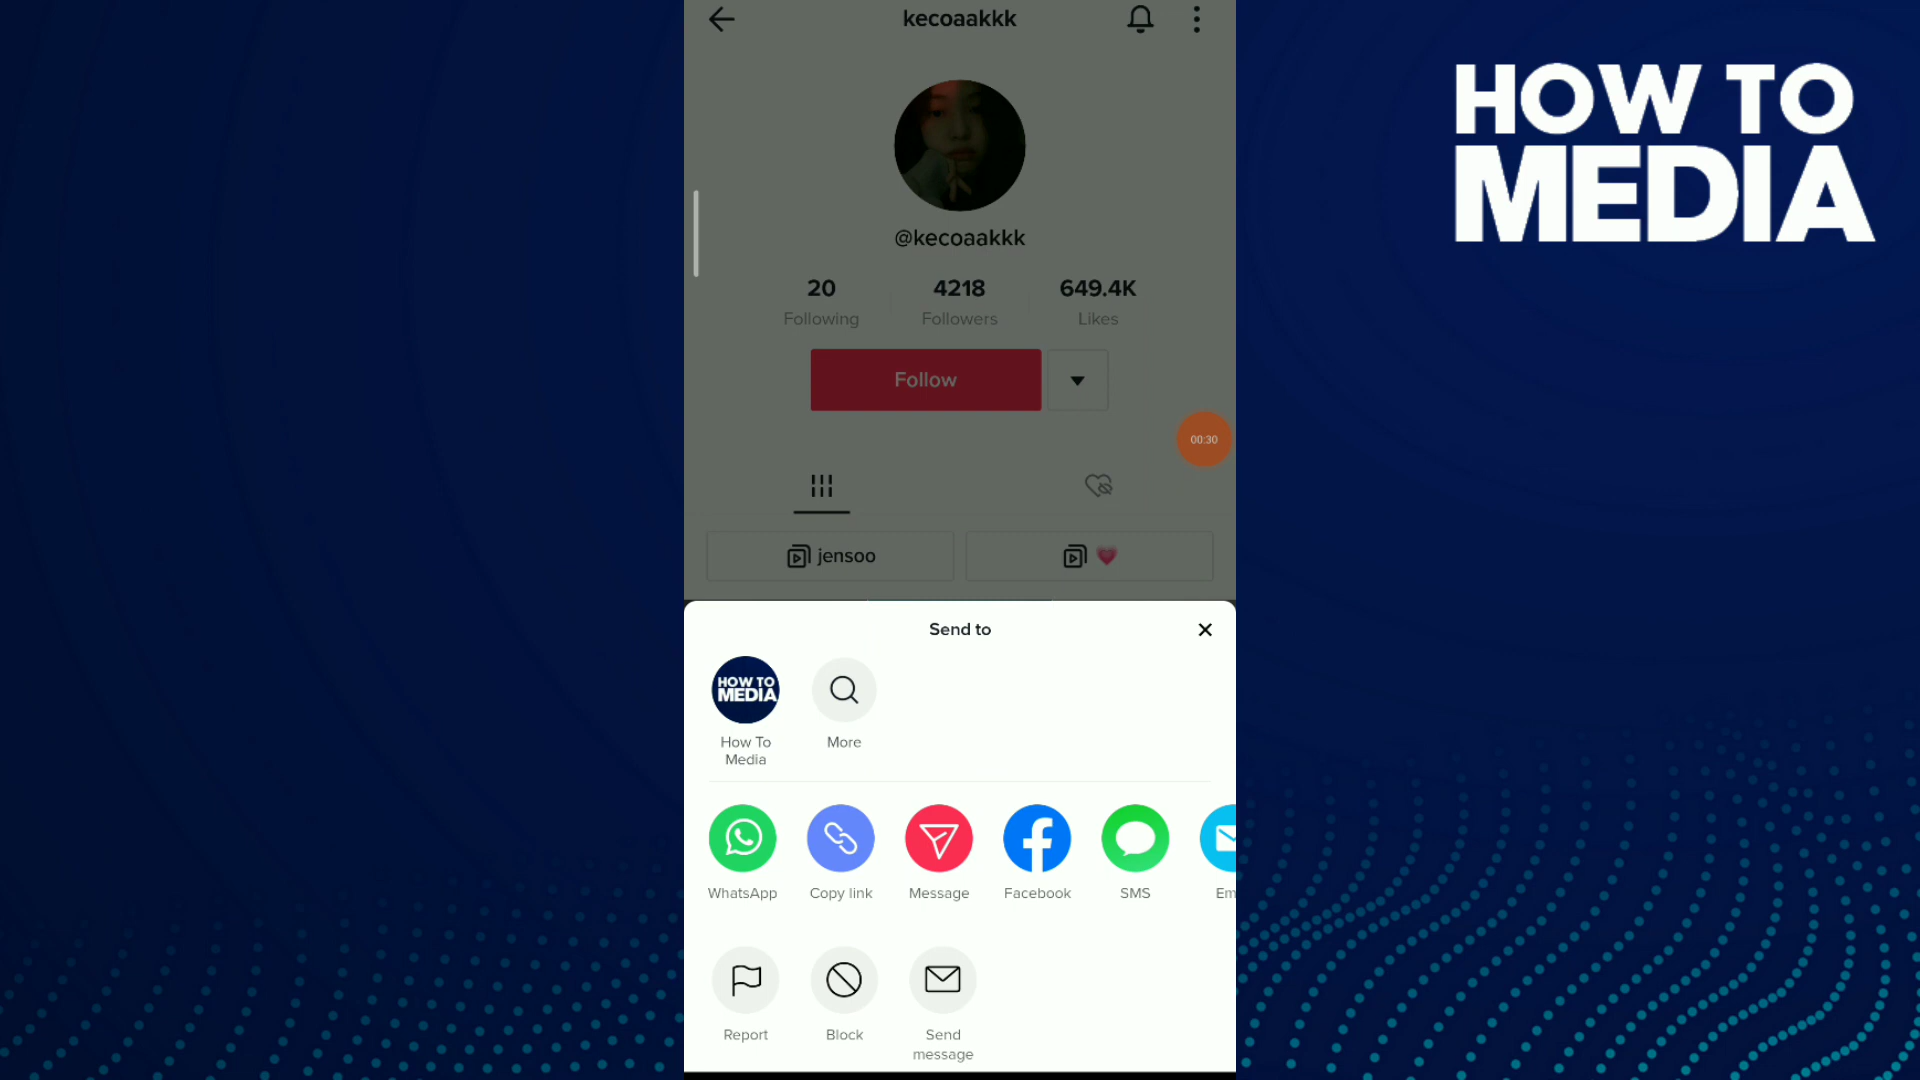 kecoaakkk
HOW TO
MEDIA
@kecoaakkk
20 4218 649.4K
Following Followers Likes
Follow
00:30
jensoo
Send to
HOW TO
MEDIA
How To
Media
More
WhatsApp Copy link Message Facebook SMS Em
Report Block Send
message